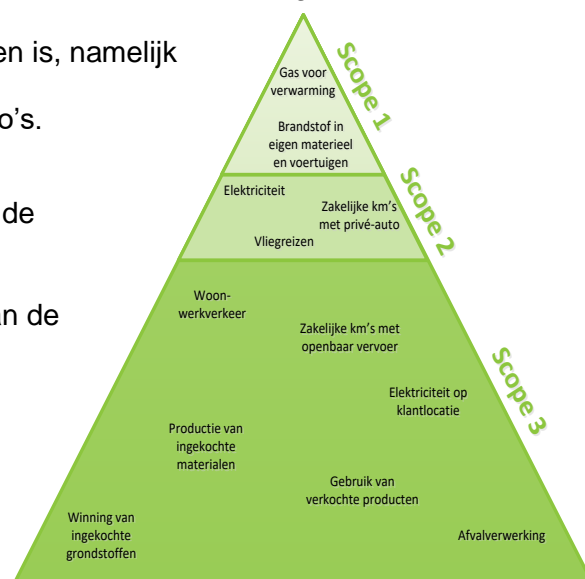 en is, namelijk
o's.
de
an de
Gas voor
verwarming
Brandstof in
eigen materieel
en voertuigen
Scope 1
Elektriciteit
Zakelijke km's
met privé-auto
Vliegreizen
Scope 2
Woon-
werkverkeer
Zakelijke km's met
openbaar vervoer
Elektriciteit op
klantlocatie
Productie van
ingekochte
materialen
Gebruik van
verkochte producten
Winning van
ingekochte
grondstoffen
Afvalverwerking
Scope 3